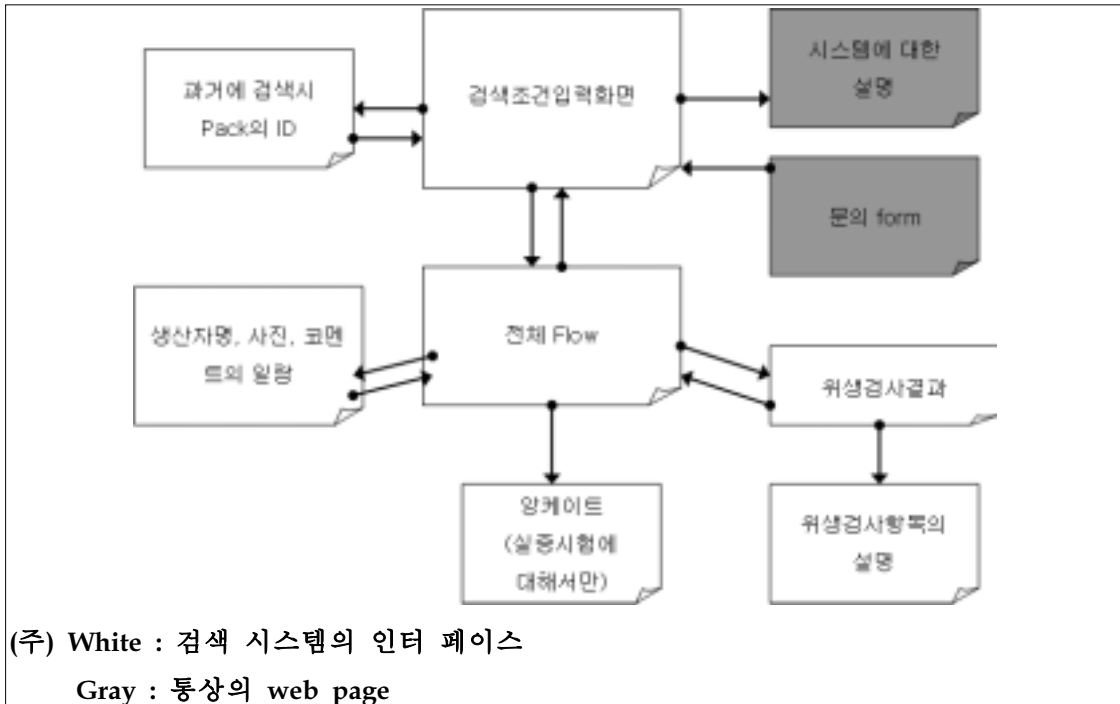 과거에 검색시
Pack의 ID
검색조건입력화면
시스템에 대한
설명
문의 form
생산자명, 사진, 코멘
트의 일람
전체 Flow
위생검사결과
앙케이트
(실증시험에
대해서만)
위생검사항목의
설명
(주) White : 검색 시스템의 인터 페이스
Gray : 통상의 web page